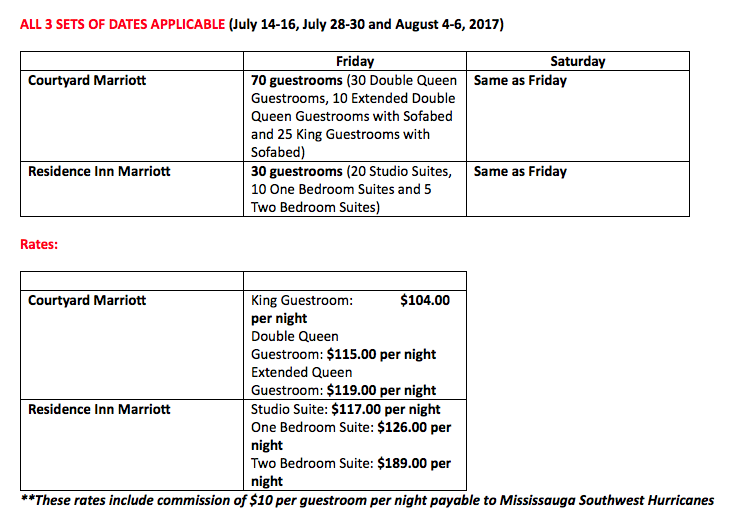 ALL 3 SETS OF DATES APPLICABLE (July 14-16, July 28-30 and August 4-6, 2017)
Friday Saturday
Courtyard Marriott 70 guestrooms (30 Double Queen Same as Friday
Guestrooms, 10 Extended Double
Queen Guestrooms with Sofabed
and 25 King Guestrooms with
Sofabed)
Residence Inn Marriott 30 guestrooms (20 Studio Suites, Same as Friday
10 One Bedroom Suites and 5
Two Bedroom Suites)
Rates:
Courtyard Marriott King Guestroom: $104.00
per night
Double Queen
Guestroom: $115.00 per night
Extended Queen
Guestroom: $119.00 per night
Residence Inn Marriott Studio Suite: $117.00 per night
One Bedroom Suite: $126.00 per
night
Two Bedroom Suite: $189.00 per
night
**These rates include commission of $10 per guestroom per night payable to Mississauga Southwest Hurricanes